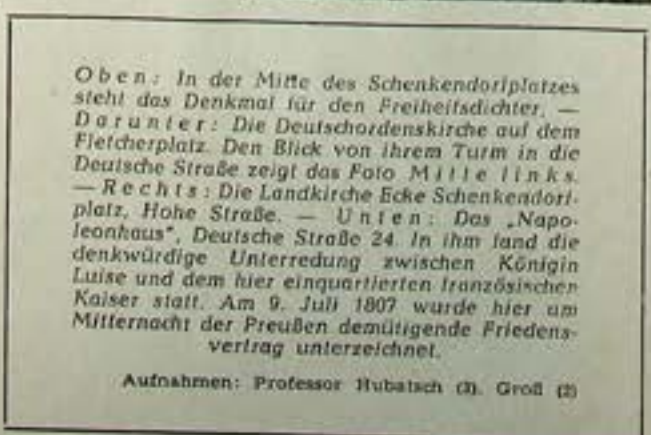 Oben: In der Mitte des Schenkendorfplatzes
steht das Denkmal für den Freiheitsdichter. —
Darunter: Die Deutschordenskirche auf dem
Fletcherplatz. Den Blick von ihrem Turm in die
Deutsche Straße zeigt das Foto Mitte links.
— Rechts: Die Landkirche Ecke Schenkendorf-
platz, Hohe Straße. — Unten: Das „Napo-
leonhaus", Deutsche Straße 24. In ihm fand die
denkwürdige Unterredung zwischen Königin
Luise und dem hier einquartierten französischen
Kaiser statt. Am 9. Juli 1807 wurde hier um
Mitternacht der Preußen demütigende Friedens-
vertrag unterzeichnet.
Aufnahmen: Professor Hubatsch (3), Groß (2)